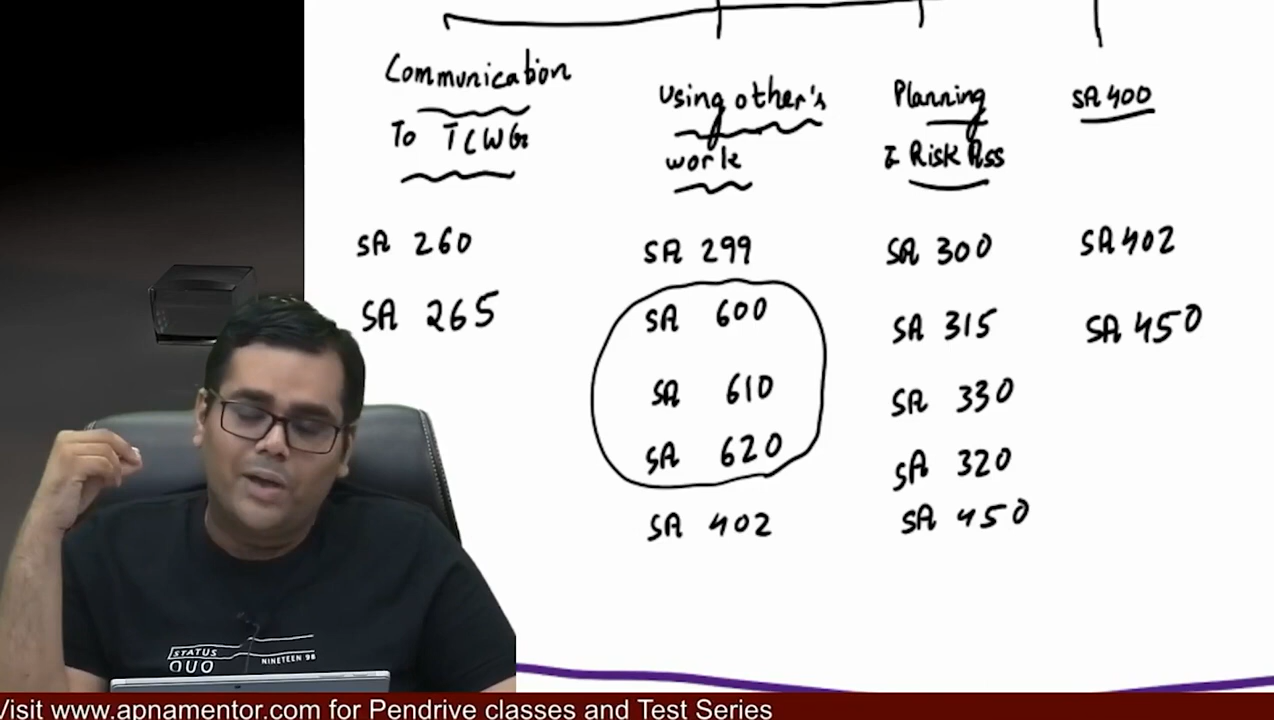 Communication
To TCWG
SA 260
SA 265
Using other's
work
SA 299
SA 600
SA 610
SA 620
SA 402
Planning
& Risk Ass
SA 300
SA 315
SA 330
SA 320
SA 450
SA 400
SA 402
SA 450
STATUS
QUO
NINETEEN 98
Visit www.apnamentor.com for Pendrive classes and Test Series